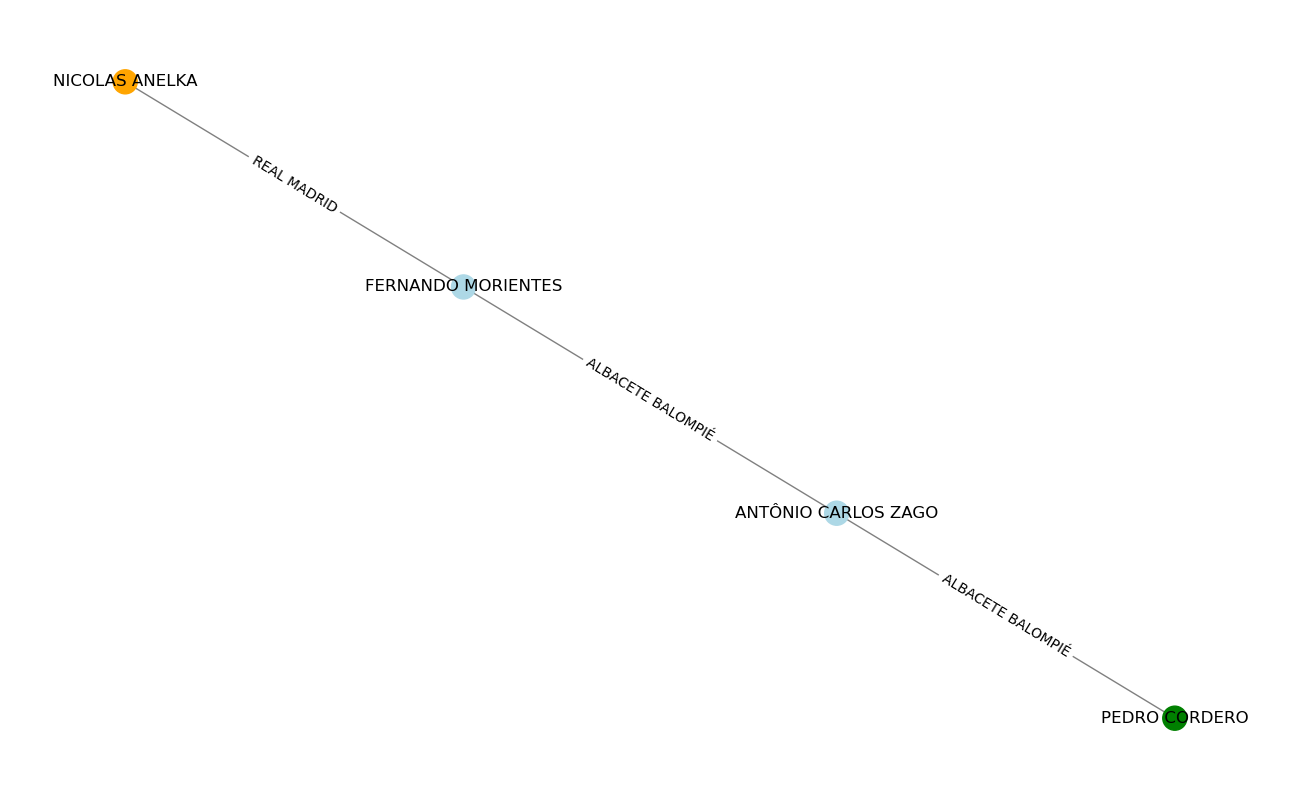 NICOLAS ANELKA
REAL MADRID
FERNANDO MORIENTES
ALBACETE BALOMPIÉ
ANTÔNIO CARLOS ZAGO
ALBACETE BALOMPIÉ
PEDRO CORDERO